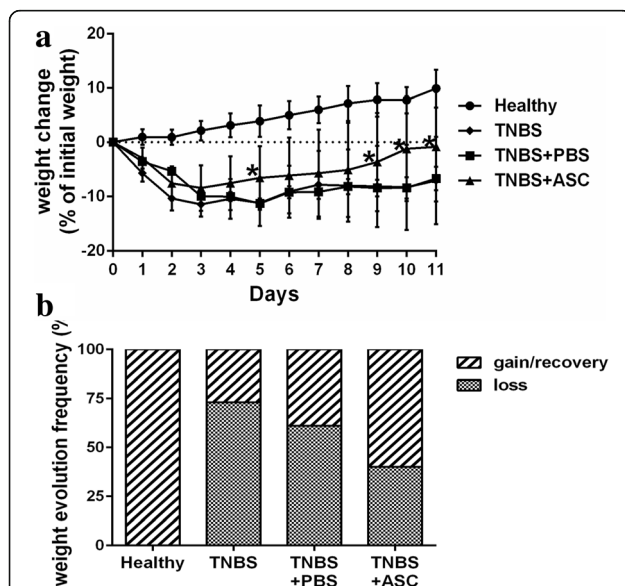 a
weight change
(% of initial weight)
20
10
0
-10
-20
0 1 2 3 4 5 6 7 8 9 10 11
Days
Healthy
TNBS
TNBS+PBS
TNBS+ASC
*
*
*
*
b
weight evolution frequency (%
100
75
50
25
0
Healthy TNBS TNBS TNBS
+PBS +ASC
gain/recovery
loss